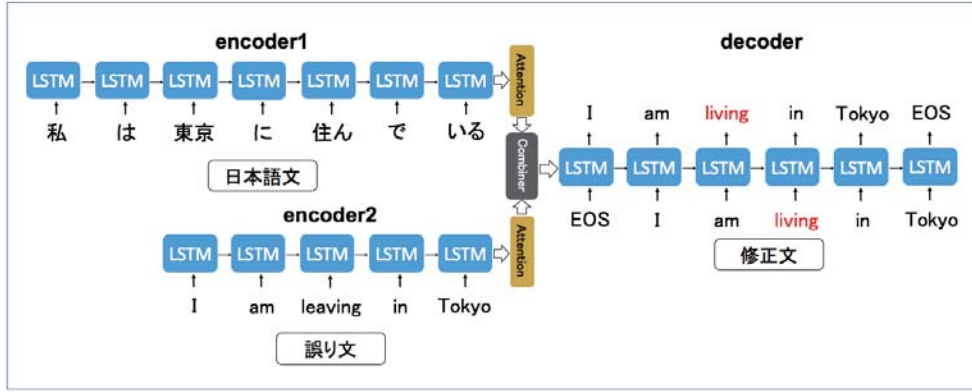 encoder1
LSTM LSTM LSTM LSTM LSTM LSTM LSTM
私 は 東京 に 住ん で いる
日本語文
Attention
encoder2
LSTM LSTM LSTM LSTM LSTM
I am leaving in Tokyo
誤り文
Attention
Combiner
decoder
I am living in Tokyo EOS
LSTM LSTM LSTM LSTM LSTM LSTM
EOS I am living in Tokyo
修正文